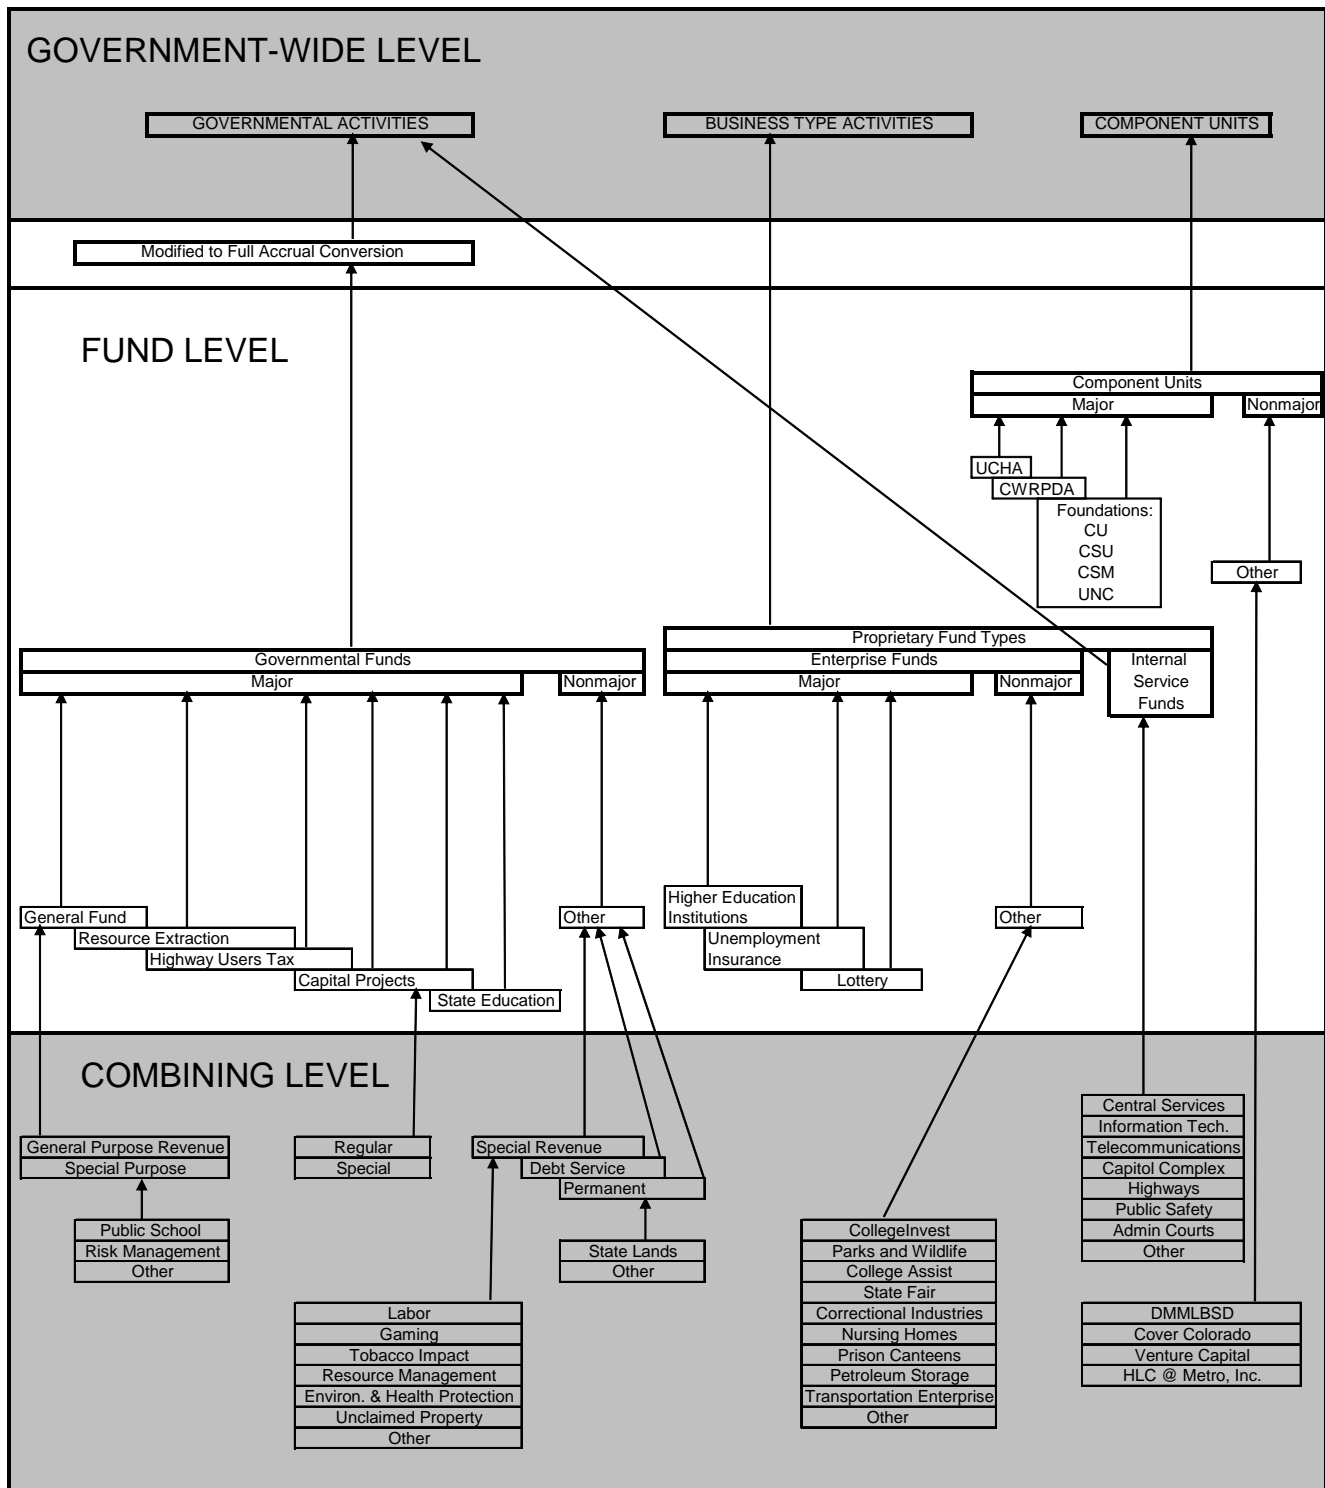 GOVERNMENT-WIDE LEVEL
GOVERNMENTAL ACTIVITIES
BUSINESS TYPE ACTIVITIES
COMPONENT UNITS
Modified to Full Accrual Conversion
FUND LEVEL
Component Units
Major
Nonmajor
UCHA
CWRPDA
Foundations:
CU
CSU
CSM
UNC
Other
Governmental Funds
Major
Nonmajor
Proprietary Fund Types
Enterprise Funds
Major
Nonmajor
Internal
Service
Funds
General Fund
Resource Extraction
Highway Users Tax
Capital Projects
State Education
Other
Higher Education
Institutions
Unemployment
Insurance
Lottery
Other
COMBINING LEVEL
General Purpose Revenue
Special Purpose
Public School
Risk Management
Other
Regular
Special
Special Revenue
Debt Service
Permanent
State Lands
Other
Labor
Gaming
Tobacco Impact
Resource Management
Environ. & Health Protection
Unclaimed Property
Other
CollegeInvest
Parks and Wildlife
College Assist
State Fair
Correctional Industries
Nursing Homes
Prison Canteens
Petroleum Storage
Transportation Enterprise
Other
Central Services
Information Tech.
Telecommunications
Capitol Complex
Highways
Public Safety
Admin Courts
Other
DMMLBSD
Cover Colorado
Venture Capital
HLC @ Metro, Inc.